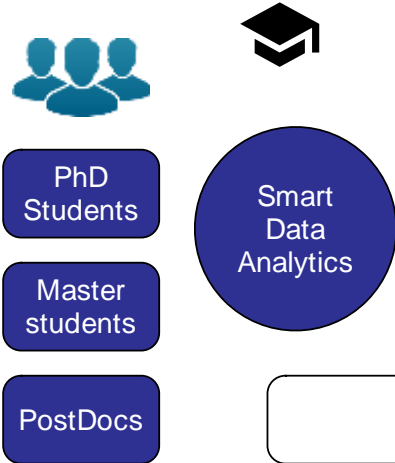 PhD
Students
Smart
Data
Analytics
Master
students
PostDocs